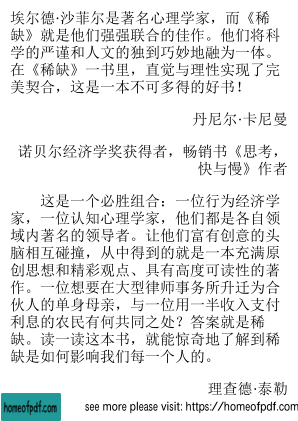 埃尔德·沙菲尔是著名心理学家，而《稀
缺》就是他们强强联合的佳作。他们将科
学的严谨和人文的独到巧妙地融为一体。
在《稀缺》一书里，直觉与理性实现了完
美契合，这是一本不可多得的好书！
丹尼尔·卡尼曼
诺贝尔经济学奖获得者，畅销书《思考，
快与慢》作者
这是一个必胜组合：一位行为经济学
家，一位认知心理学家，他们都是各自领
域内著名的领导者。让他们富有创意的头
脑相互碰撞，从中得到的就是一本充满原
创思想和精彩观点、具有高度可读性的著
作。一位想要在大型律师事务所升迁为合
伙人的单身母亲，与一位用一半收入支付
利息的农民有何共同之处？答案就是稀
缺。读一读这本书，就能惊奇地了解到稀
缺是如何影响我们每一个人的。
理查德·泰勒
homeofpdf.com
see more please visit: https://homeofpdf.com